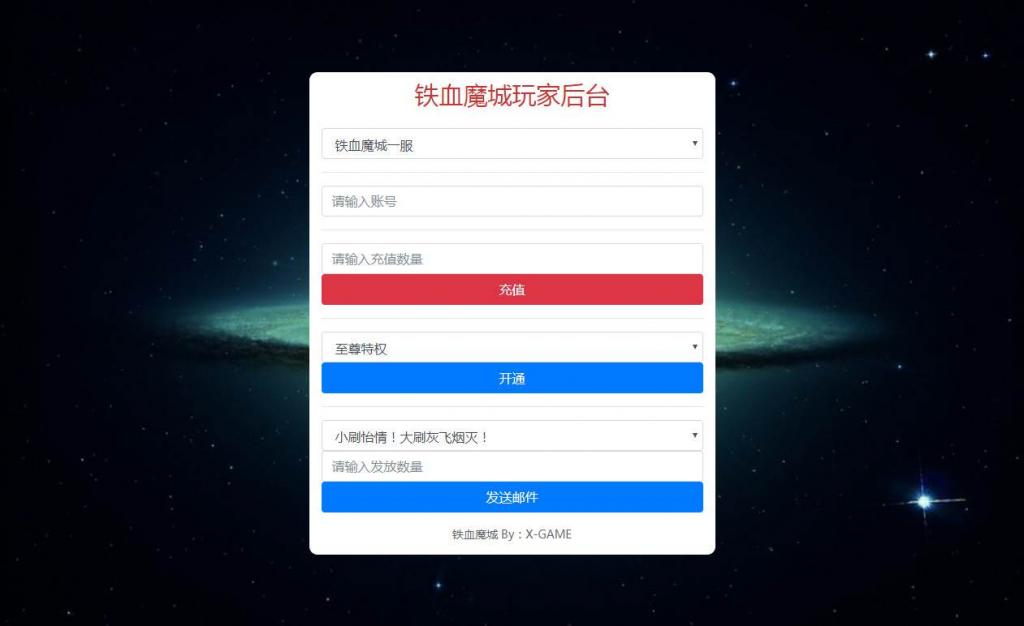 铁血魔城玩家后台
铁血魔城一服
请输入账号
请输入充值数量
充值
至尊特权
开通
小刷怡情！大刷灰飞烟灭！
请输入发放数量
发送邮件
铁血魔城 By：X-GAME